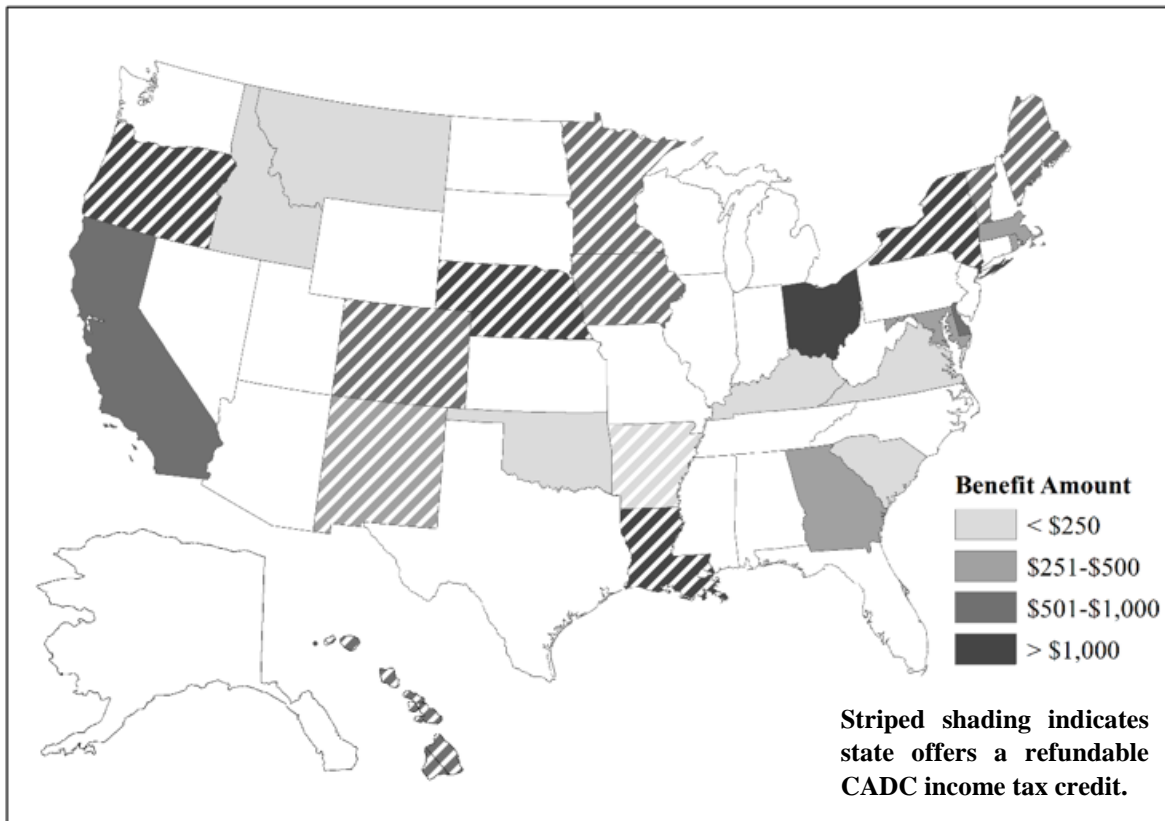 Benefit Amount
< $250
$251-$500
$501-$1,000
> $1,000
Striped shading indicates
state offers a refundable
CADC income tax credit.